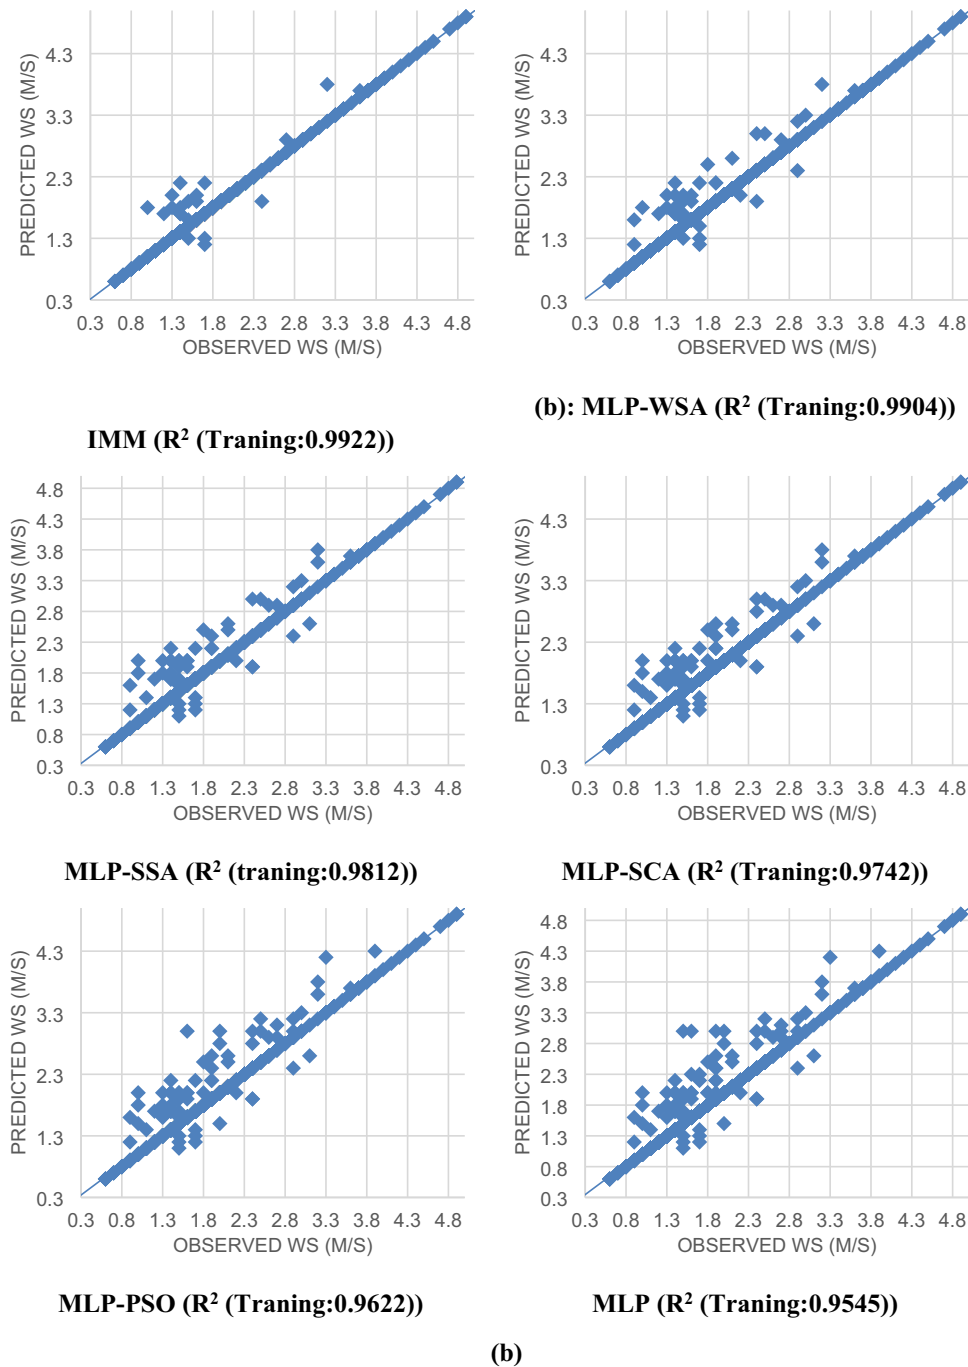 PREDICTED WS (M/S)
4.3
3.3
2.3
1.3
0.3
0.3 0.8 1.3 1.8 2.3 2.8 3.3 3.8 4.3 4.8
OBSERVED WS (M/S)
IMM (R² (Traning:0.9922))
PREDICTED WS (M/S)
4.3
3.3
2.3
1.3
0.3
0.3 0.8 1.3 1.8 2.3 2.8 3.3 3.8 4.3 4.8
OBSERVED WS (M/S)
(b): MLP-WSA (R² (Traning:0.9904))
PREDICTED WS (M/S)
4.8
4.3
3.8
3.3
2.8
2.3
1.8
1.3
0.8
0.3
0.3 0.8 1.3 1.8 2.3 2.8 3.3 3.8 4.3 4.8
OBSERVED WS (M/S)
MLP-SSA (R² (traning:0.9812))
PREDICTED WS (M/S)
4.3
3.3
2.3
1.3
0.3
0.3 0.8 1.3 1.8 2.3 2.8 3.3 3.8 4.3 4.8
OBSERVED WS (M/S)
MLP-SCA (R² (Traning:0.9742))
PREDICTED WS (M/S)
4.3
3.3
2.3
1.3
0.3
0.3 0.8 1.3 1.8 2.3 2.8 3.3 3.8 4.3 4.8
OBSERVED WS (M/S)
MLP-PSO (R² (Traning:0.9622))
PREDICTED WS (M/S)
4.8
4.3
3.8
3.3
2.8
2.3
1.8
1.3
0.8
0.3
0.3 0.8 1.3 1.8 2.3 2.8 3.3 3.8 4.3 4.8
OBSERVED WS (M/S)
MLP (R² (Traning:0.9545))
(b)